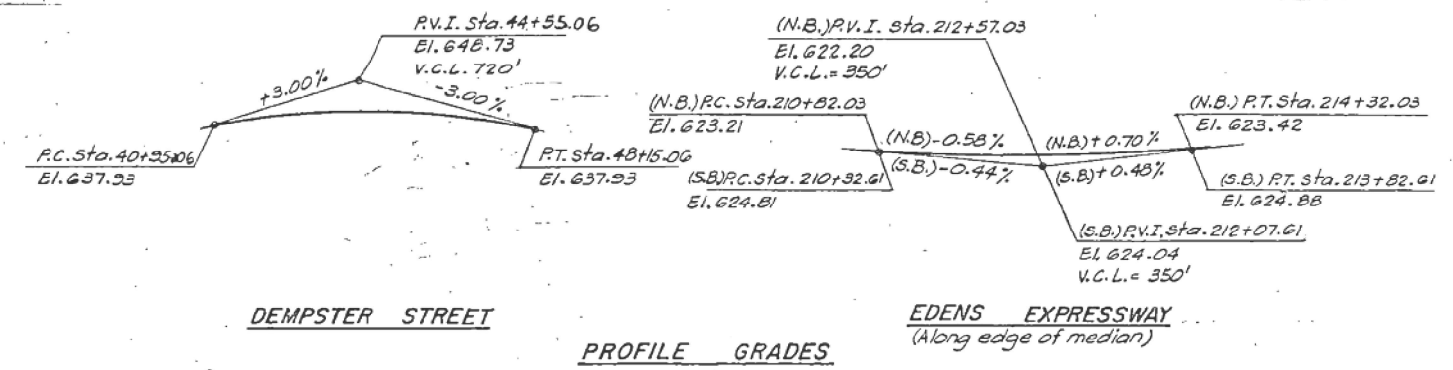 P.V.I. Sta. 44+55.06
El. 648.73
V.C.L. 720'
+3.00%
-3.00%
P.C. Sta. 40+95.06
El. 637.93
P.T. Sta. 48+15.06
El. 637.93
DEMPSTER STREET
(N.B.) P.V.I. Sta. 212+57.03
El. 622.20
V.C.L. = 350'
(N.B.) P.C. Sta. 210+82.03
El. 623.21
(N.B.) P.T. Sta. 214+32.03
El. 623.42
(N.B) -0.58%
(N.B.) +0.70%
(S.B.) -0.44%
(S.B.) +0.48%
(S.B.) P.C. Sta. 210+32.61
El. 624.81
(S.B.) P.T. Sta. 213+82.61
El. 624.88
(S.B.) P.V.I. Sta. 212+07.61
El. 624.04
V.C.L. = 350'
EDENS EXPRESSWAY
(Along edge of median)
PROFILE GRADES